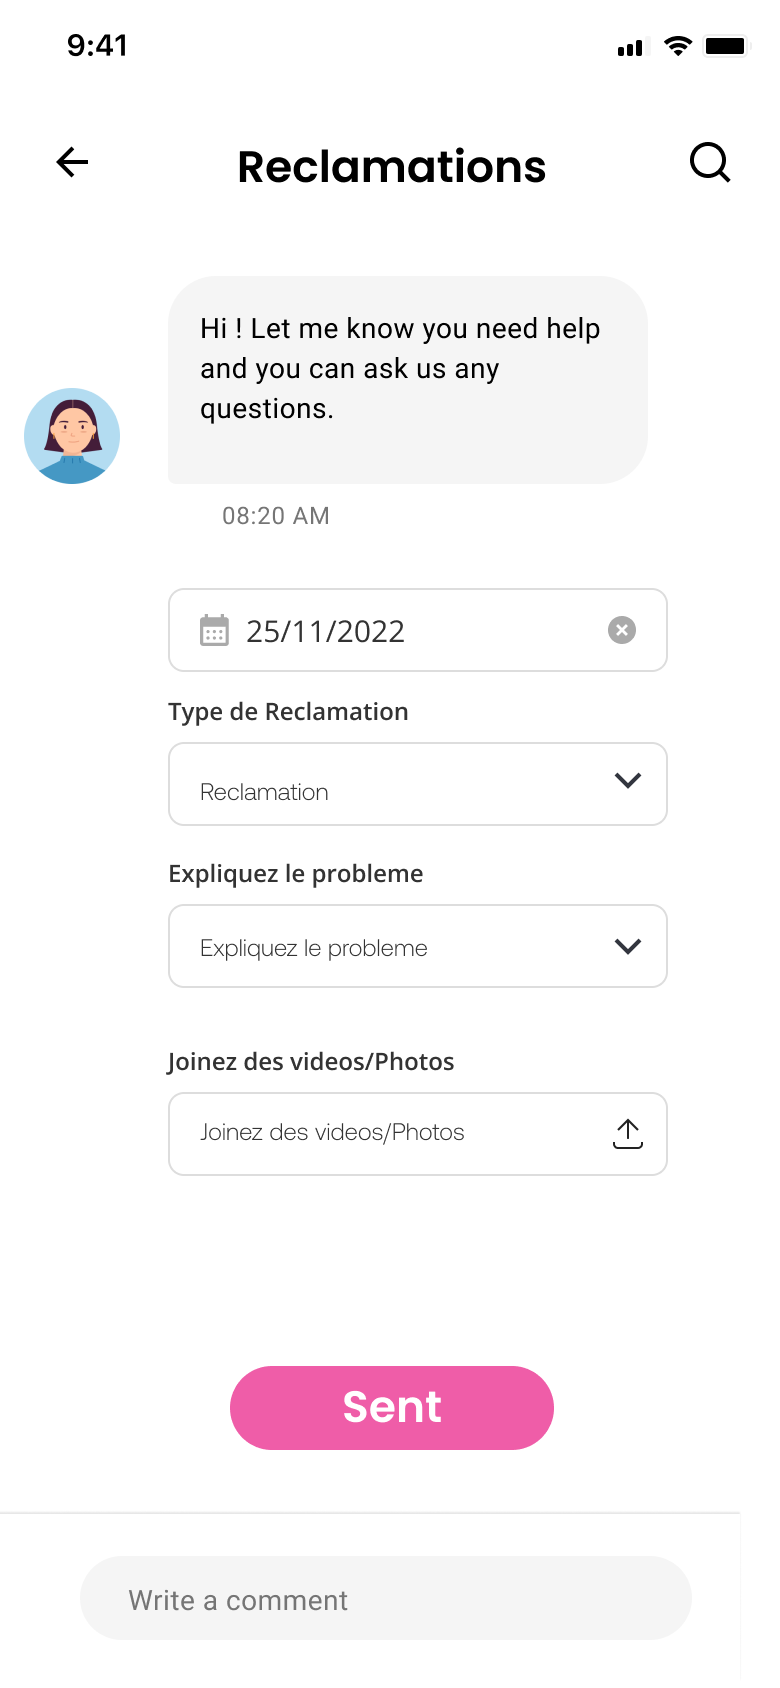 9:41
Reclamations
Hi ! Let me know you need help
and you can ask us any
questions.
08:20 AM
25/11/2022
Type de Reclamation
Reclamation
Expliquez le probleme
Expliquez le probleme
Joinez des videos/Photos
Joinez des videos/Photos
Sent
Write a comment